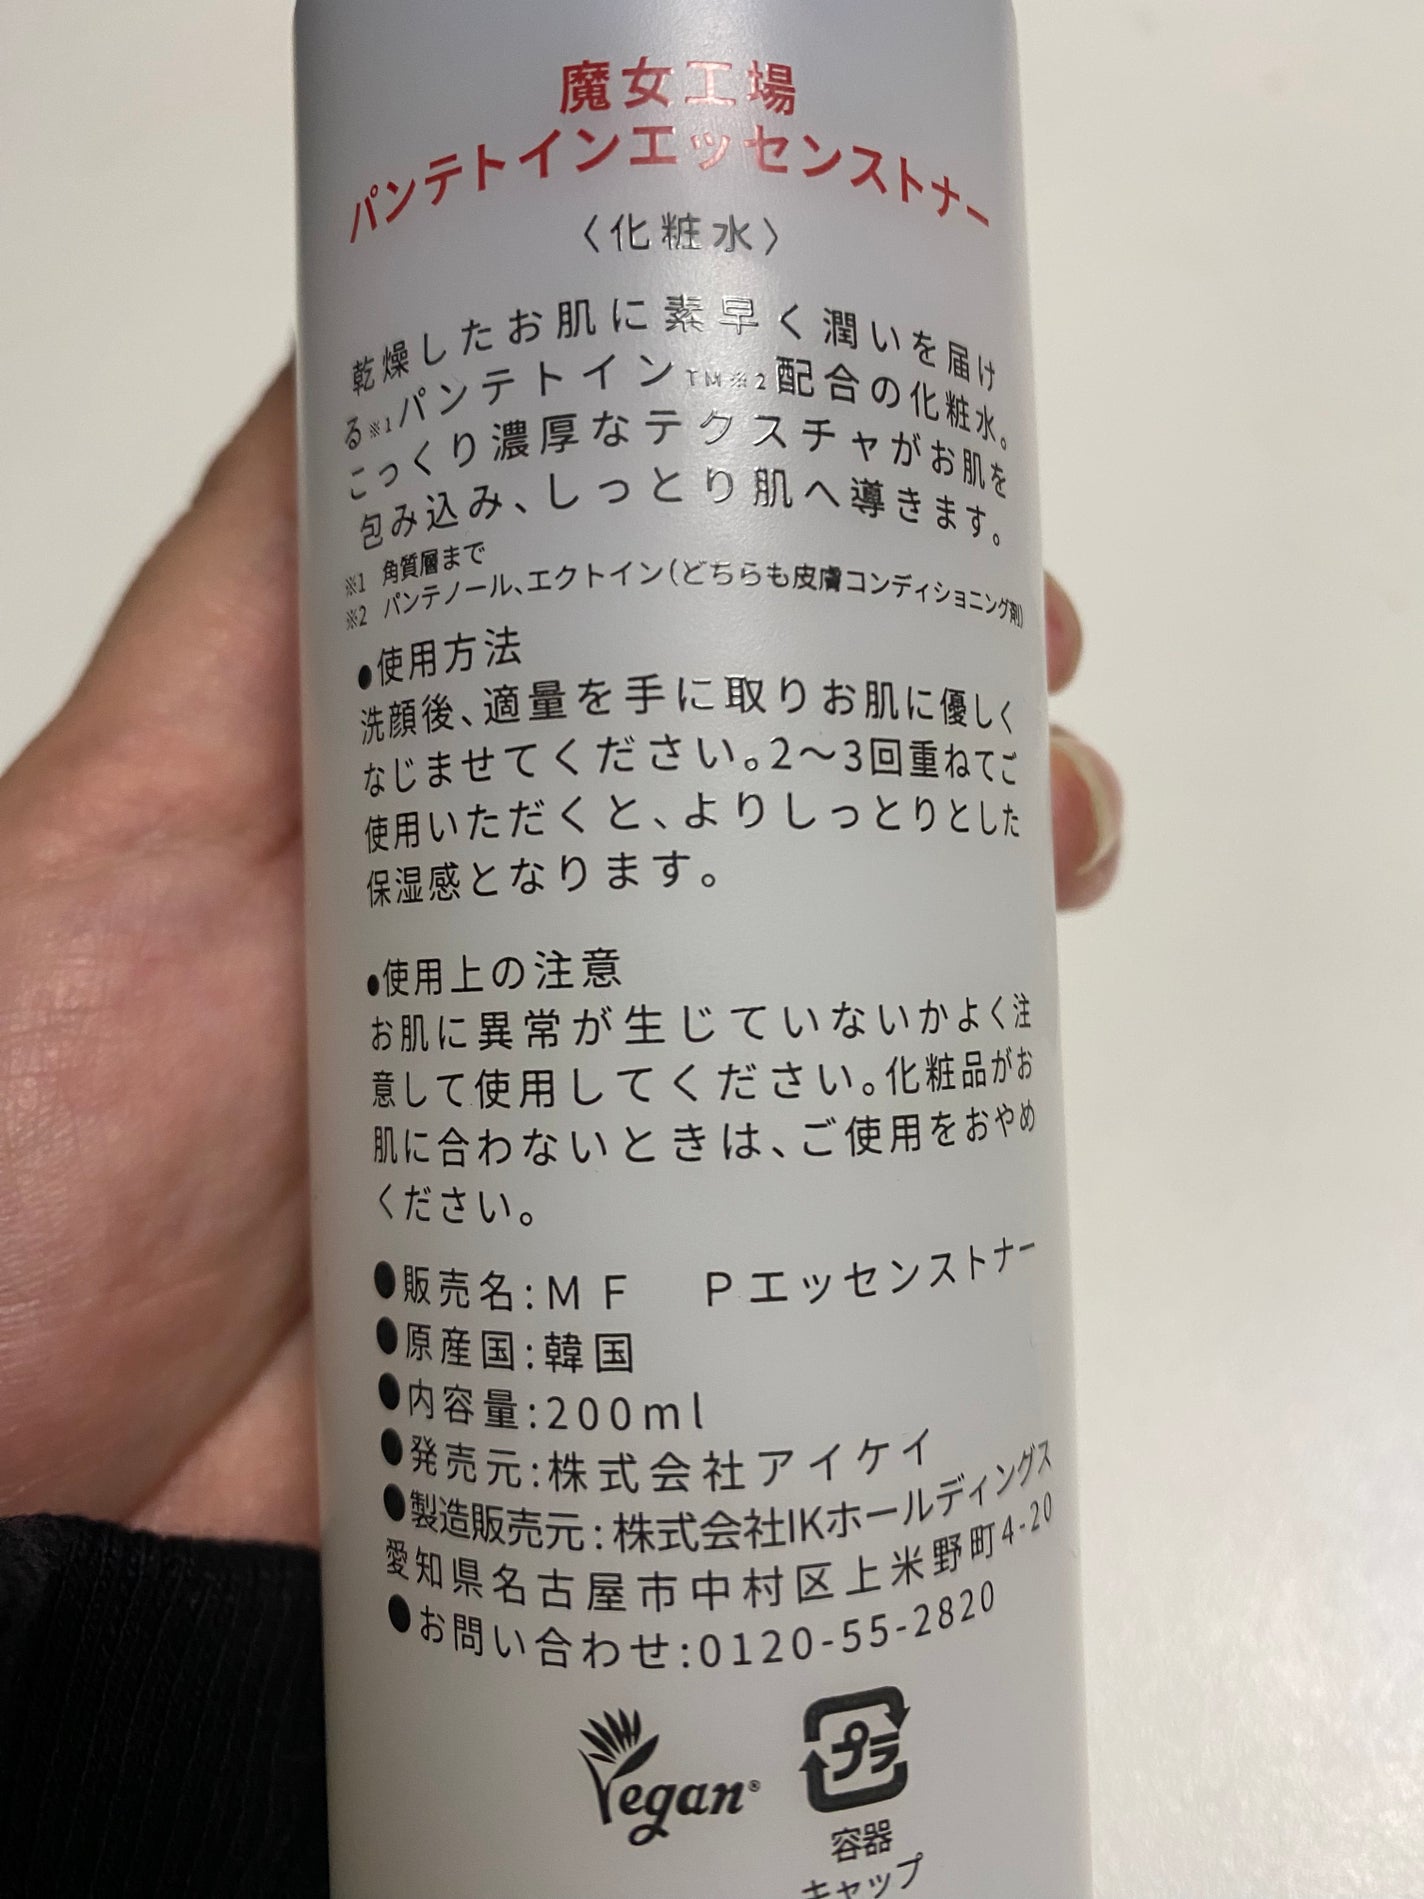 魔女工場
パンテトインエッセンストナー
〈化粧水〉
乾燥したお肌に素早く潤いを届け
る※1パンテトイン™※2配合の化粧水。
こっくり濃厚なテクスチャがお肌を
包み込み、しっとり肌へ導きます。
※1 角質層まで
※2 パンテノール、エクトイン(どちらも皮膚コンディショニング剤)
●使用方法
洗顔後、適量を手に取りお肌に優しく
なじませてください。2〜3回重ねてご
使用いただくと、よりしっとりとした
保湿感となります。
●使用上の注意
お肌に異常が生じていないかよく注
意して使用してください。化粧品がお
肌に合わないときは、ご使用をおやめ
ください。
●販売名:MF Pエッセンストナー
●原産国:韓国
●内容量:200ml
●発売元:株式会社アイケイ
●製造販売元:株式会社IKホールディングス
愛知県名古屋市中村区上米野町4-20
●お問い合わせ:0120-55-2820
Vegan®
プラ
容器
キャップ